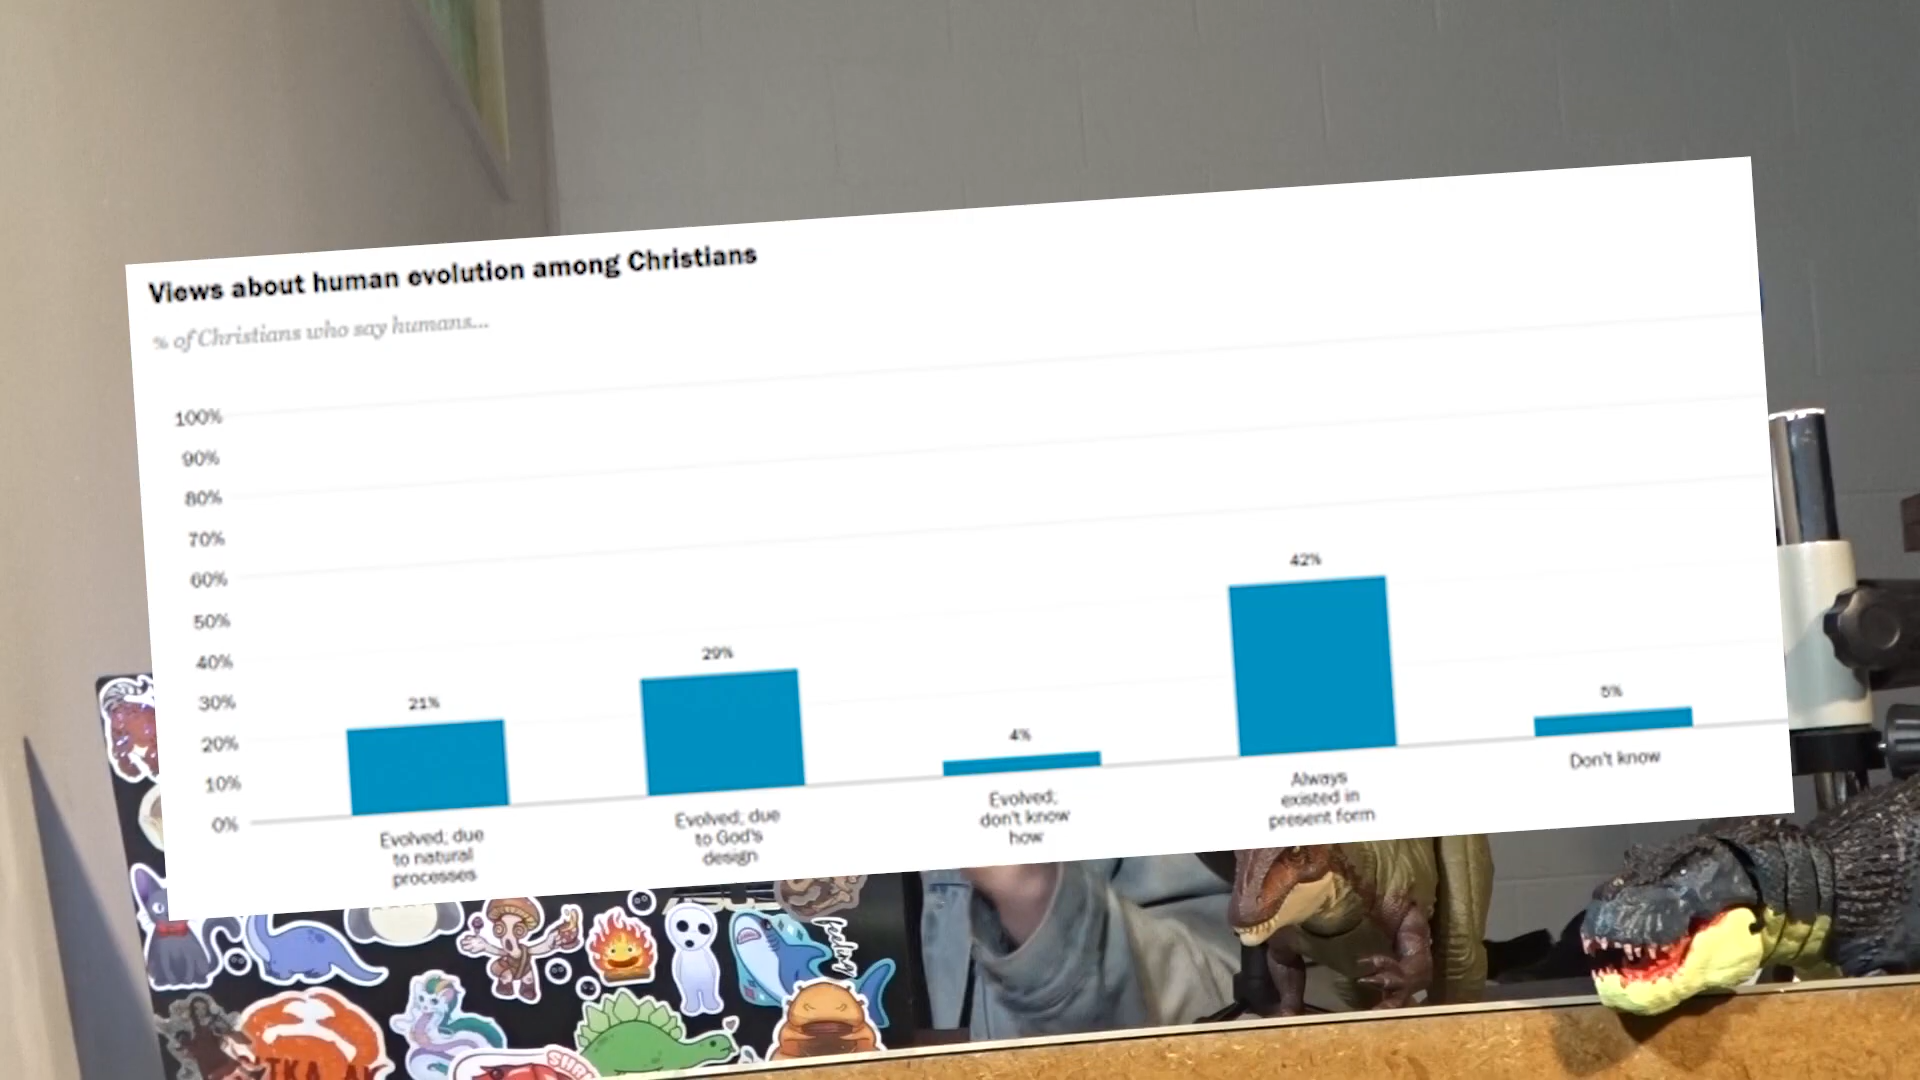 Views about human evolution among Christians
% of Christians who say humans...
100%
90%
80%
70%
60%
50%
40%
30%
20%
10%
0%
21%
29%
4%
42%
5%
Evolved; due
to natural
processes
Evolved; due
to God's
design
Evolved;
don't know
how
Always
existed in
present form
Don't know